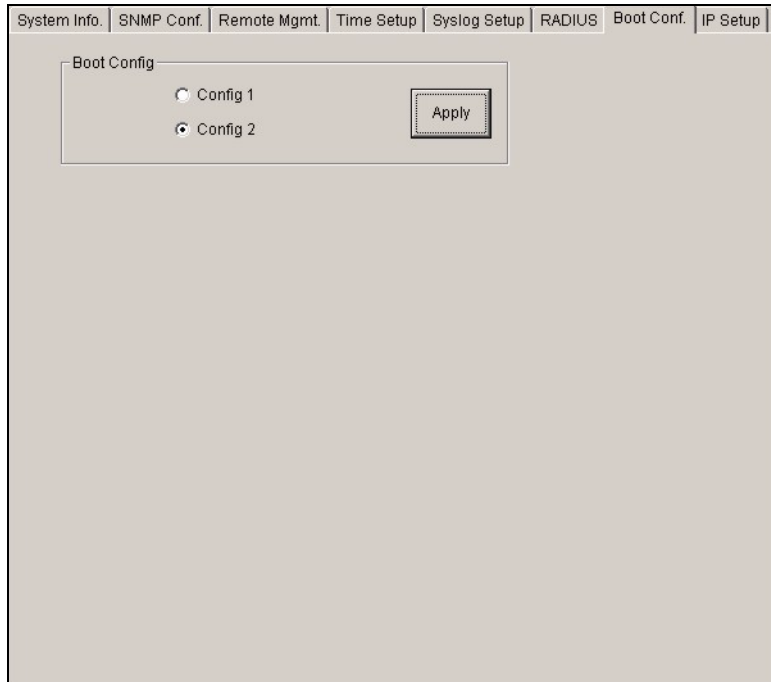 System Info. SNMP Conf. Remote Mgmt. Time Setup Syslog Setup RADIUS Boot Conf. IP Setup
Boot Config
Config 1
Apply
Config 2